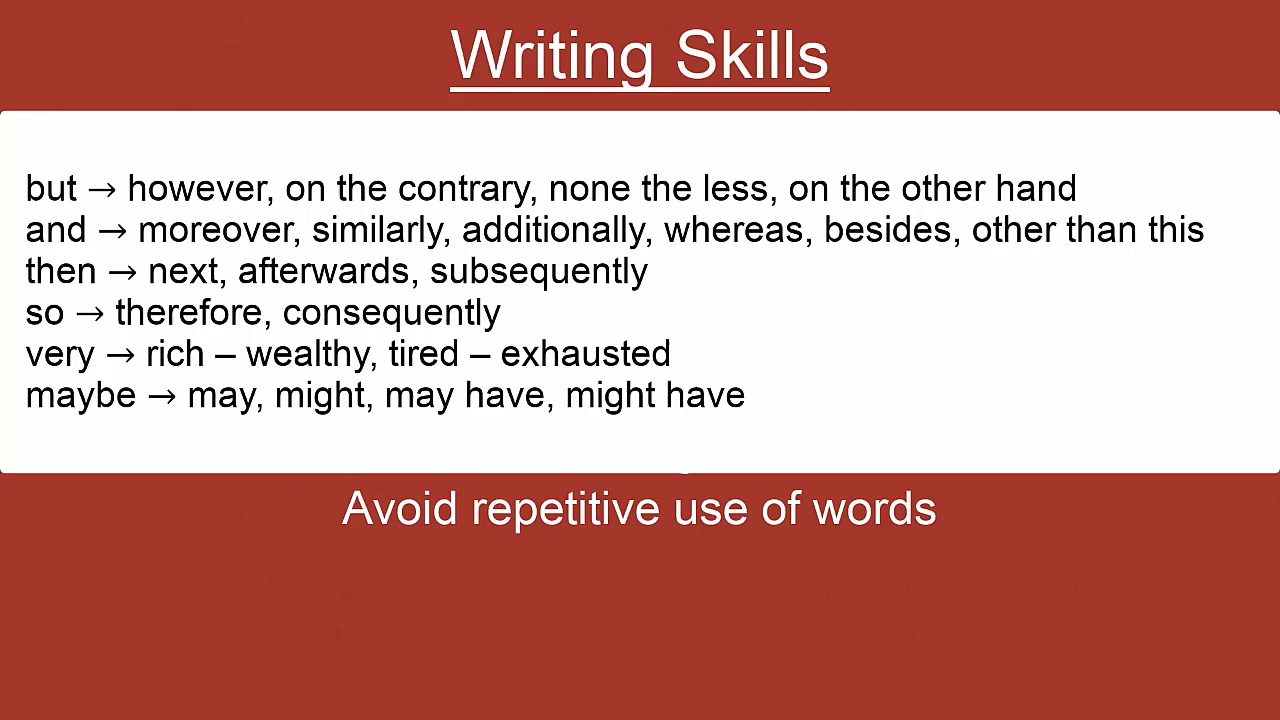 Writing Skills
but → however, on the contrary, none the less, on the other hand
and → moreover, similarly, additionally, whereas, besides, other than this
then → next, afterwards, subsequently
so → therefore, consequently
very → rich – wealthy, tired – exhausted
maybe → may, might, may have, might have
Avoid repetitive use of words